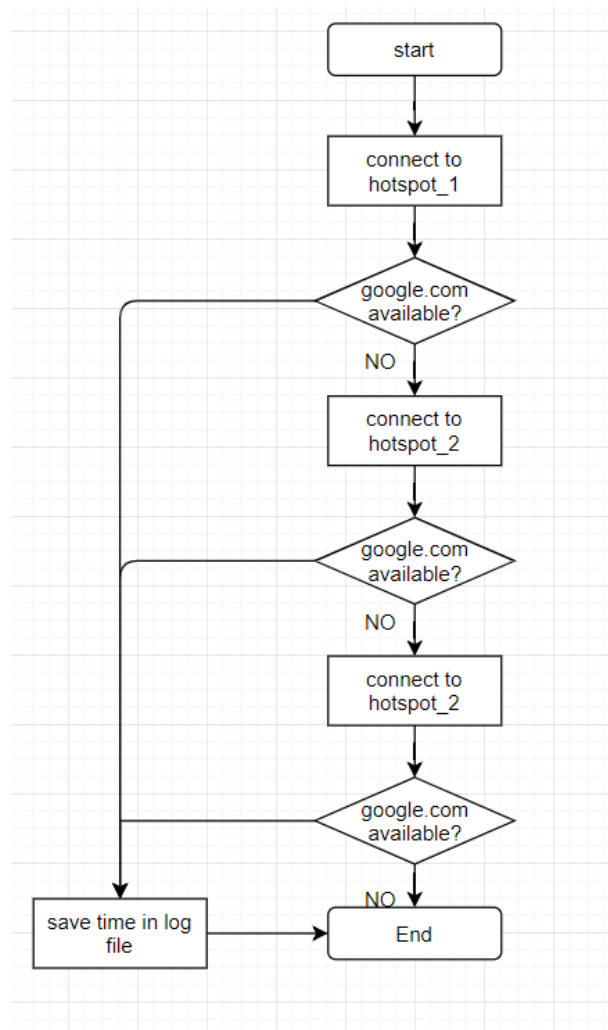 start
connect to
hotspot_1
google.com
available?
NO
connect to
hotspot_2
google.com
available?
NO
connect to
hotspot_2
google.com
available?
NO
save time in log
file
End